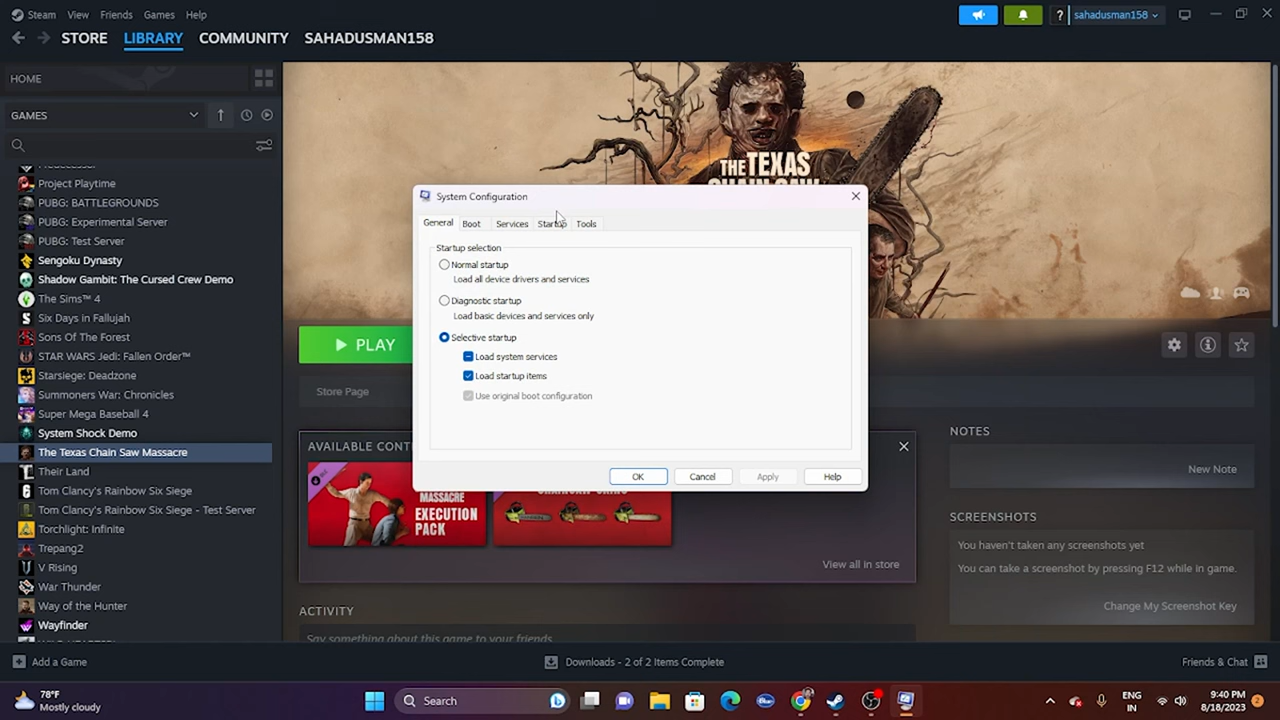 Steam View Friends Games Help
? sahadusman158
STORE LIBRARY COMMUNITY SAHADUSMAN158
HOME
GAMES
Project Playtime
PUBG: BATTLEGROUNDS
PUBG: Experimental Server
PUBG: Test Server
Sengoku Dynasty
Shadow Gambit: The Cursed Crew Demo
The Sims™ 4
Six Days in Fallujah
Sons Of The Forest
STAR WARS Jedi: Fallen Order™
Starsiege: Deadzone
Summoners War: Chronicles
Super Mega Baseball 4
System Shock Demo
The Texas Chain Saw Massacre
Their Land
Tom Clancy's Rainbow Six Siege
Tom Clancy's Rainbow Six Siege - Test Server
Torchlight: Infinite
Trepang2
V Rising
War Thunder
Way of the Hunter
Wayfinder
Add a Game
THE TEXAS
System Configuration
General Boot Services Startup Tools
Startup selection
Normal startup
Load all device drivers and services
Diagnostic startup
Load basic devices and services only
Selective startup
Load system services
Load startup items
Use original boot configuration
OK Cancel Apply Help
PLAY
Store Page
AVAILABLE
MASSACRE
EXECUTION
PACK
View all in store
ACTIVITY
Say something about this game to your friends
NOTES
New Note
SCREENSHOTS
You haven't taken any screenshots yet
You can take a screenshot by pressing F12 while in game.
Change My Screenshot Key
Downloads - 2 of 2 Items Complete
Friends & Chat
78°F
Mostly cloudy
Search
ENG
IN
9:40 PM
8/18/2023
2